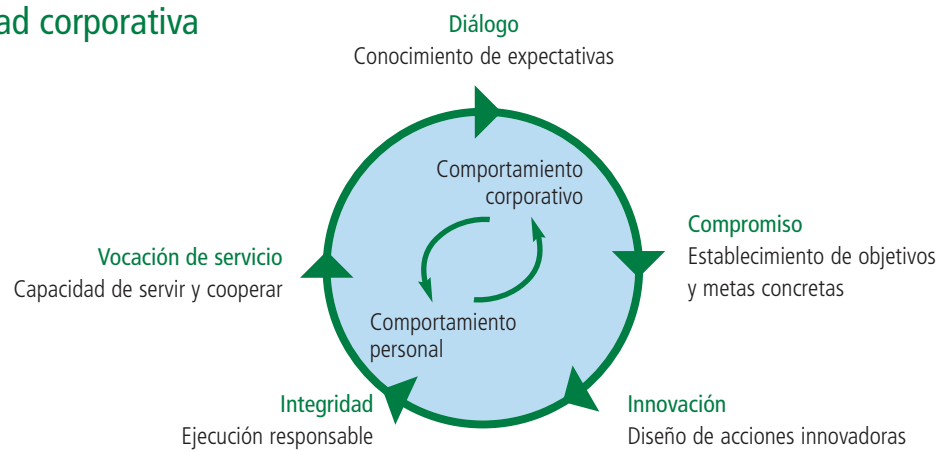 ad corporativa
Diálogo
Conocimiento de expectativas
Comportamiento
corporativo
Compromiso
Establecimiento de objetivos
y metas concretas
Vocación de servicio
Capacidad de servir y cooperar
Comportamiento
personal
Integridad
Ejecución responsable
Innovación
Diseño de acciones innovadoras